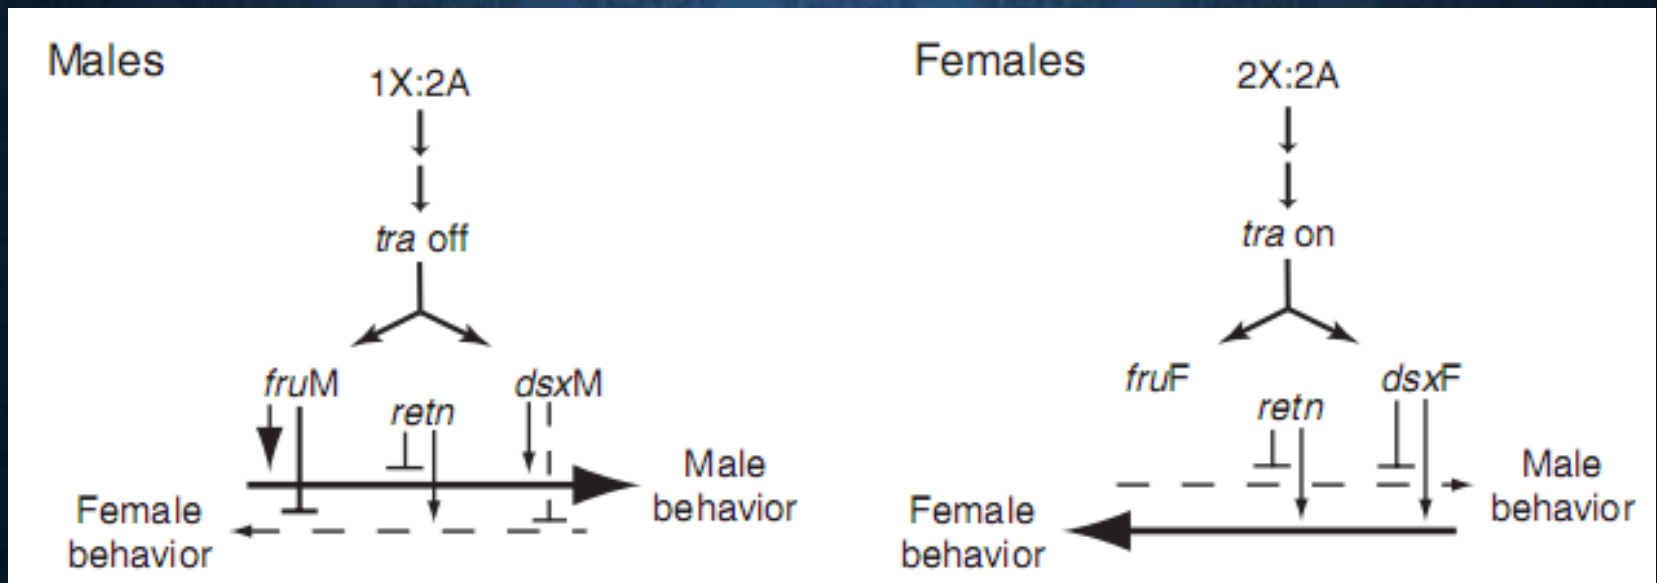 Males
1X:2A
tra off
fruM
retn
dsxM
Male
behavior
Female
behavior
Females
2X:2A
tra on
fruF
retn
dsxF
Male
behavior
Female
behavior